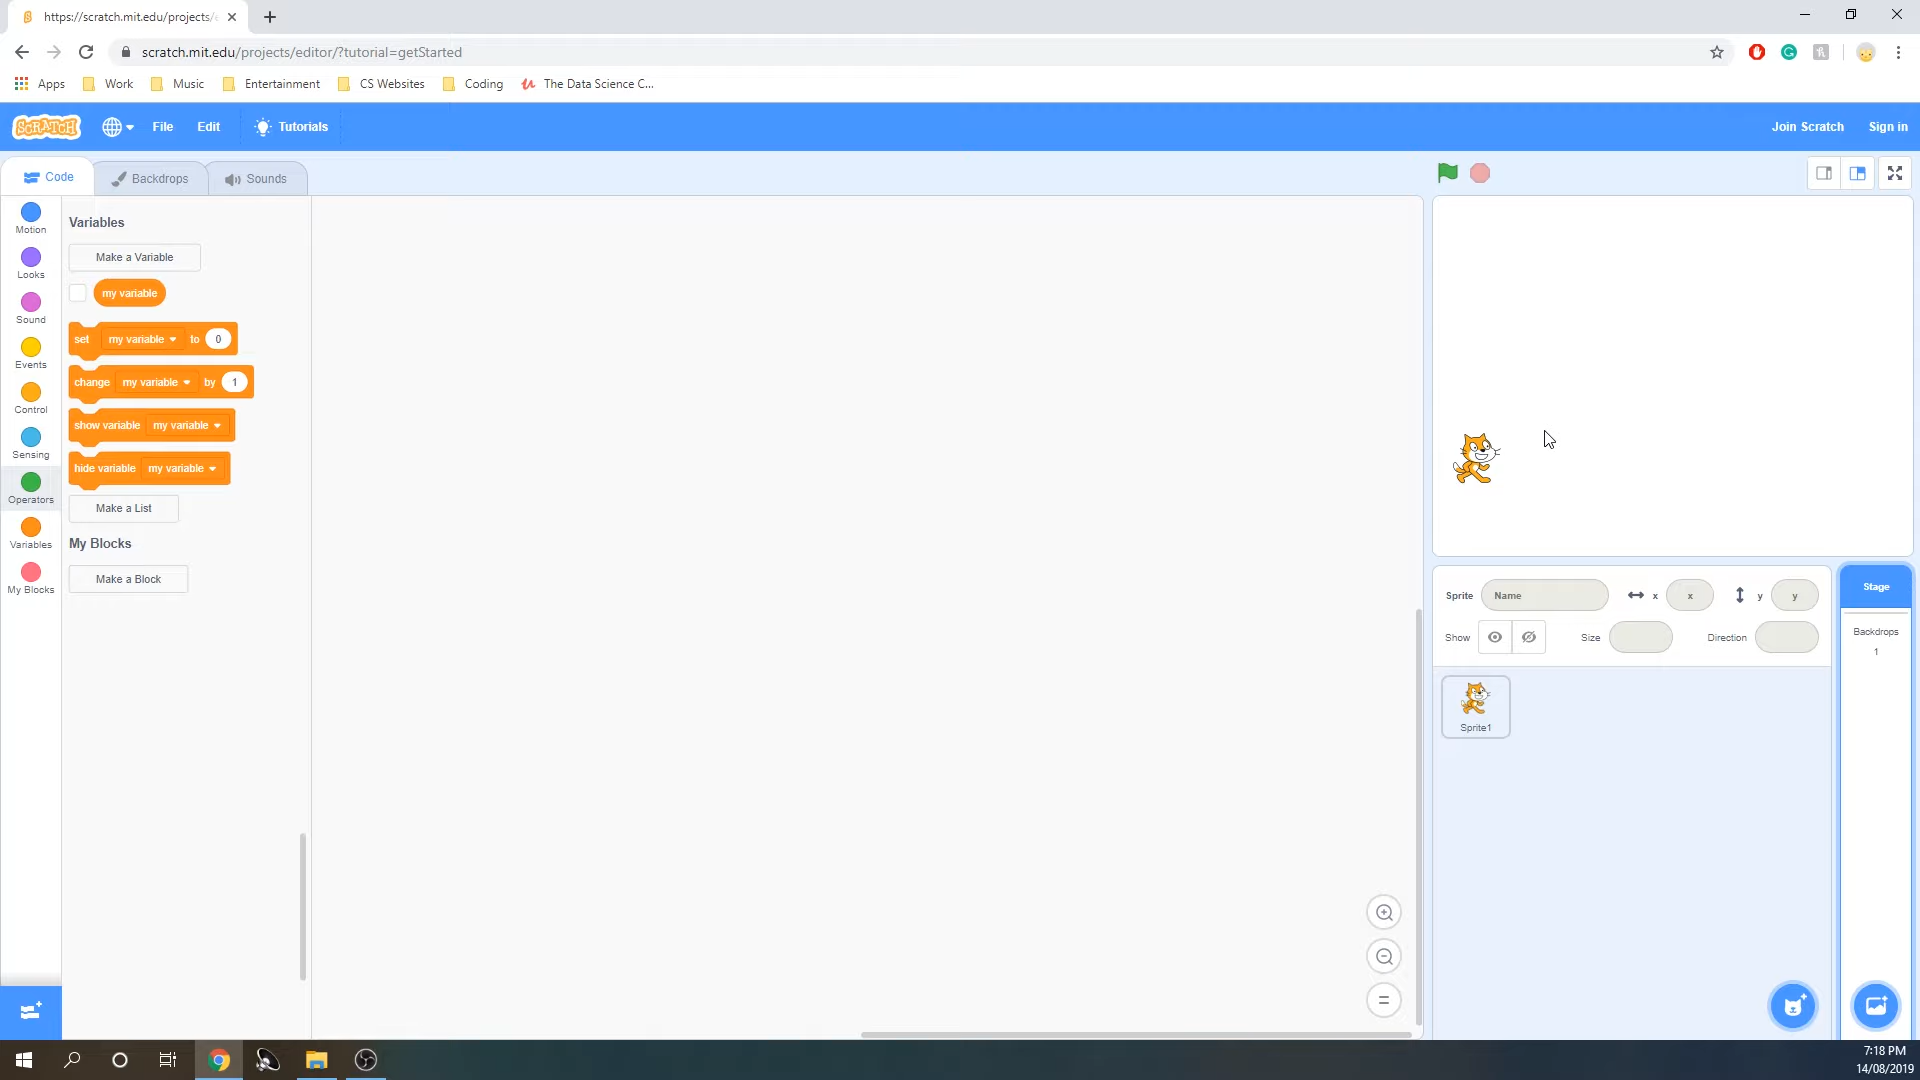 https://scratch.mit.edu/projects/
scratch.mit.edu/projects/editor/?tutorial=getStarted
Apps Work Music Entertainment CS Websites Coding The Data Science C...
SCRATCH File Edit Tutorials Join Scratch Sign in
Code Backdrops Sounds
Motion
Looks
Sound
Events
Control
Sensing
Operators
Variables
My Blocks
Variables
Make a Variable
my variable
set my variable to 0
change my variable by 1
show variable my variable
hide variable my variable
Make a List
My Blocks
Make a Block
Sprite Name x x y y
Show Size Direction
Sprite1
Stage
Backdrops
1
7:18 PM
14/08/2019